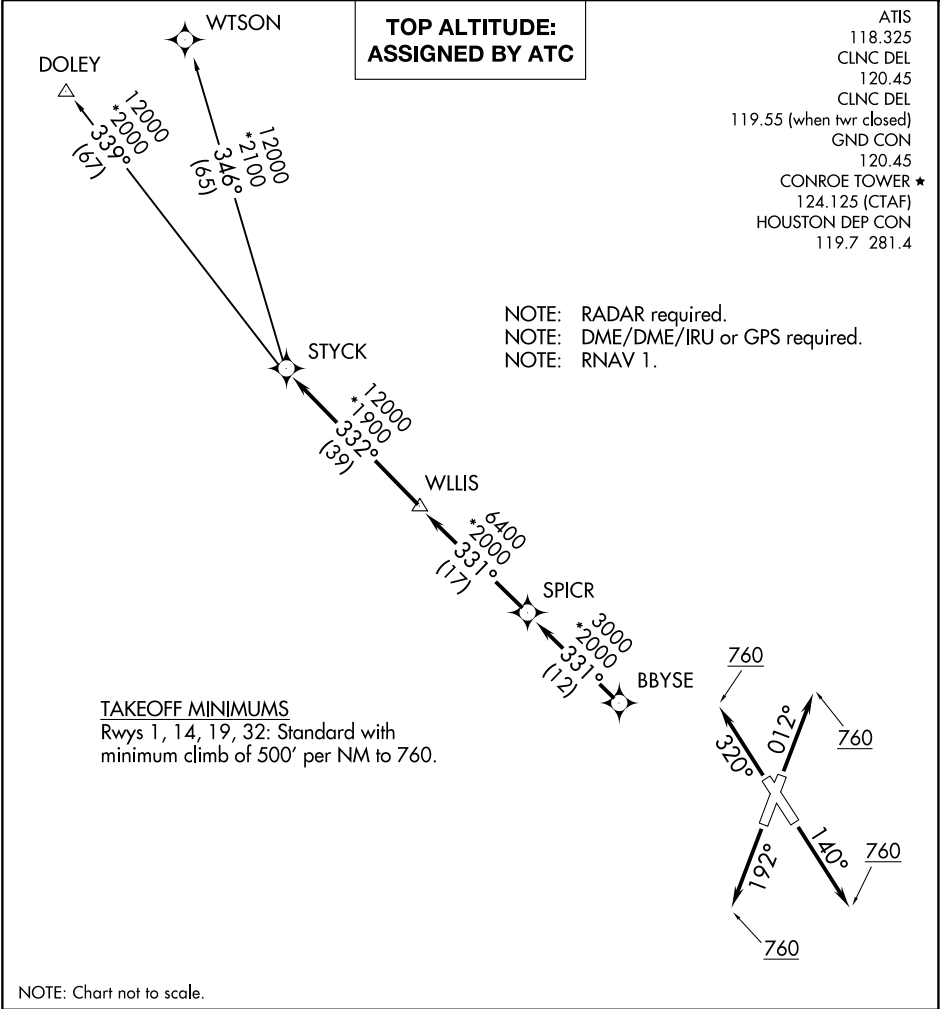 WTSON
TOP ALTITUDE:
ASSIGNED BY ATC
ATIS
118.325
CLNC DEL
120.45
CLNC DEL
119.55 (when twr closed)
GND CON
120.45
CONROE TOWER ★
124.125 (CTAF)
HOUSTON DEP CON
119.7 281.4
DOLEY
12000
*2000
339°
(67)
12000
*2100
346°
(65)
NOTE: RADAR required.
NOTE: DME/DME/IRU or GPS required.
NOTE: RNAV 1.
STYCK
12000
*1900
332°
(39)
WLLIS
6400
*2000
331°
(17)
SPICR
3000
*2000
331°
(12)
BBYSE
760
320°
012°
760
TAKEOFF MINIMUMS
Rwys 1, 14, 19, 32: Standard with
minimum climb of 500' per NM to 760.
192°
140°
760
760
NOTE: Chart not to scale.